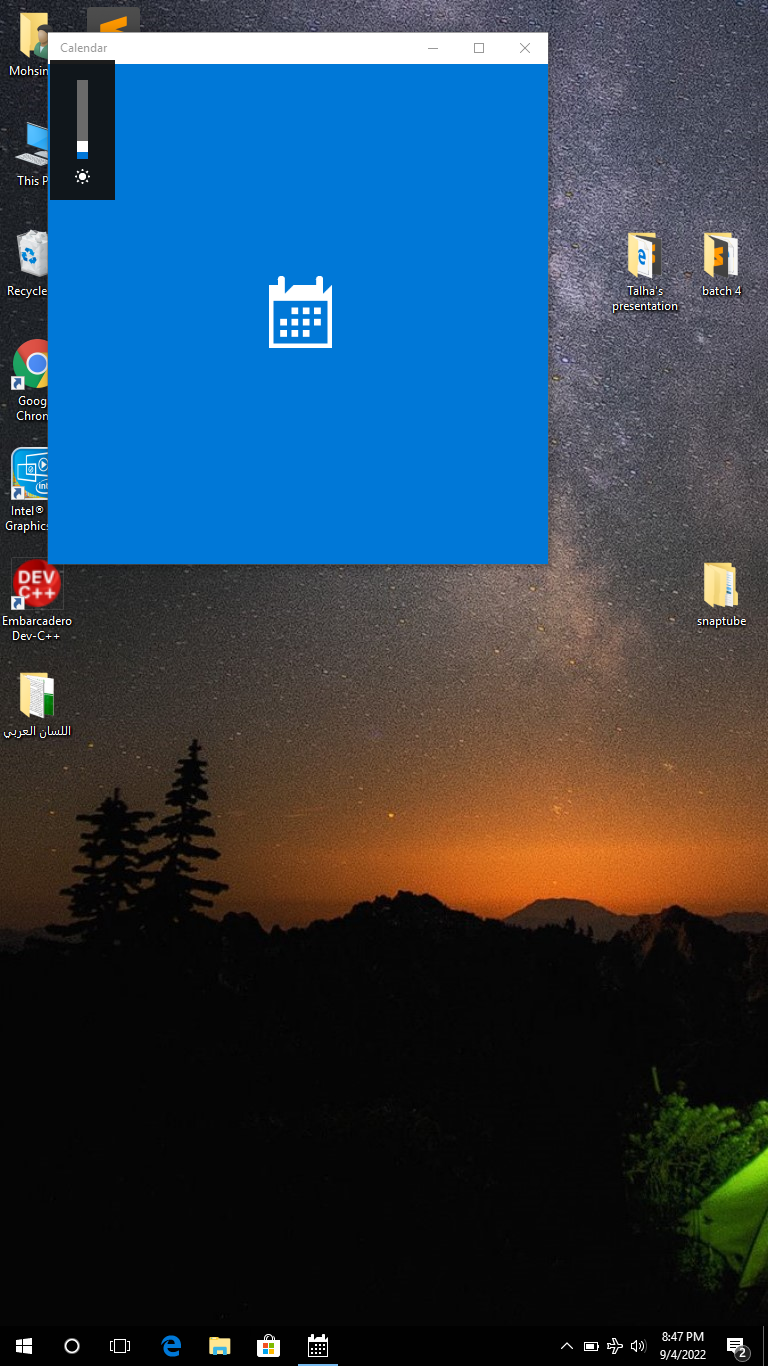 Calendar
Mohsin
This P
Recycle
Goog
Chron
Intel®
Graphics
DEV
C++
Embarcadero
Dev-C++
اللسان العربي
Talha's
presentation
batch 4
snaptube
8:47 PM
9/4/2022
2